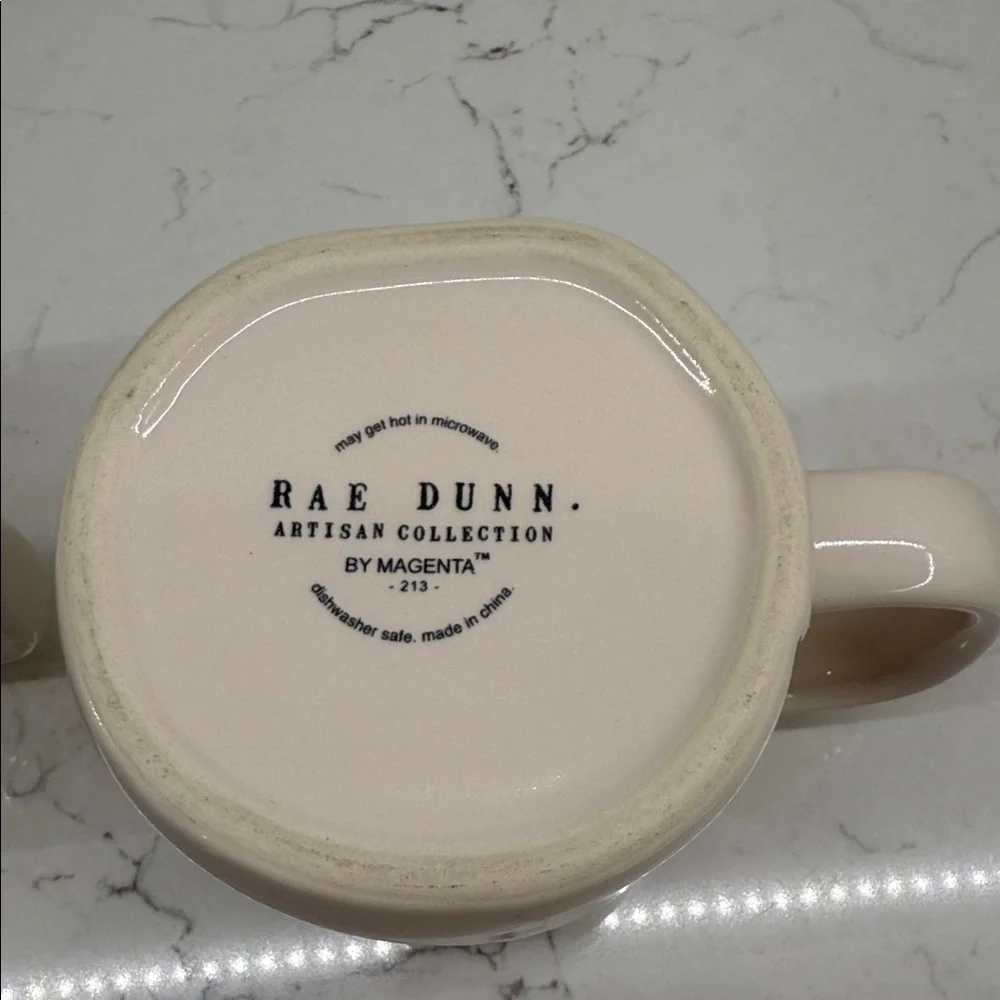 may get hot in microwave.
RAE DUNN.
ARTISAN COLLECTION
BY MAGENTA™
- 213 -
dishwasher safe. made in china.